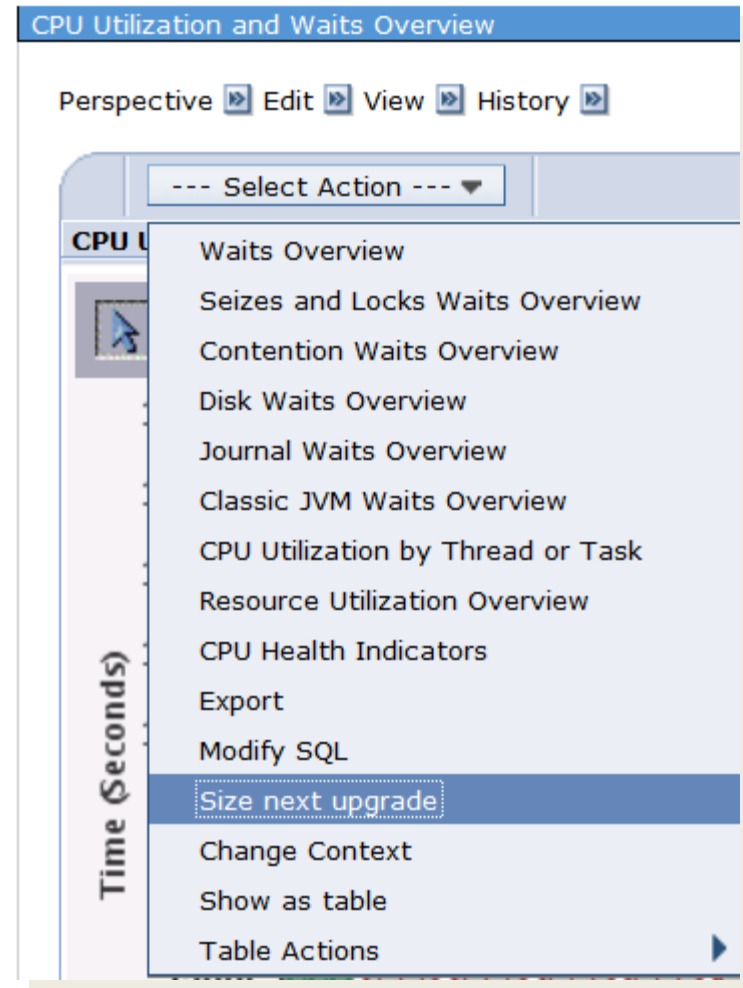 CPU Utilization and Waits Overview
Perspective Edit View History
--- Select Action ---
CPU U
Waits Overview
Seizes and Locks Waits Overview
Contention Waits Overview
Disk Waits Overview
Journal Waits Overview
Classic JVM Waits Overview
CPU Utilization by Thread or Task
Resource Utilization Overview
CPU Health Indicators
Export
Modify SQL
Size next upgrade
Change Context
Show as table
Table Actions
Time (Seconds)